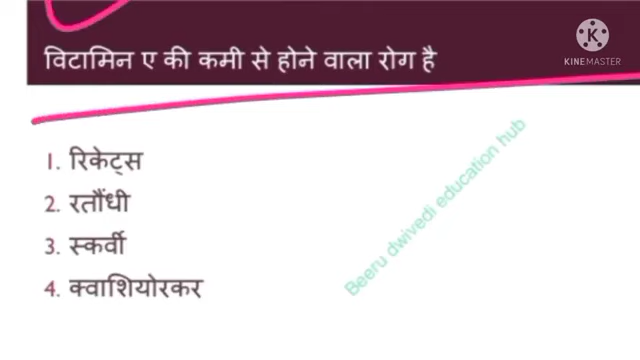 KINEMASTER
विटामिन ए की कमी से होने वाला रोग है
1. रिकेट्स
2. रतौंधी
3. स्कर्वी
4. क्वाशियोरकर
Beeru dwivedi education hub